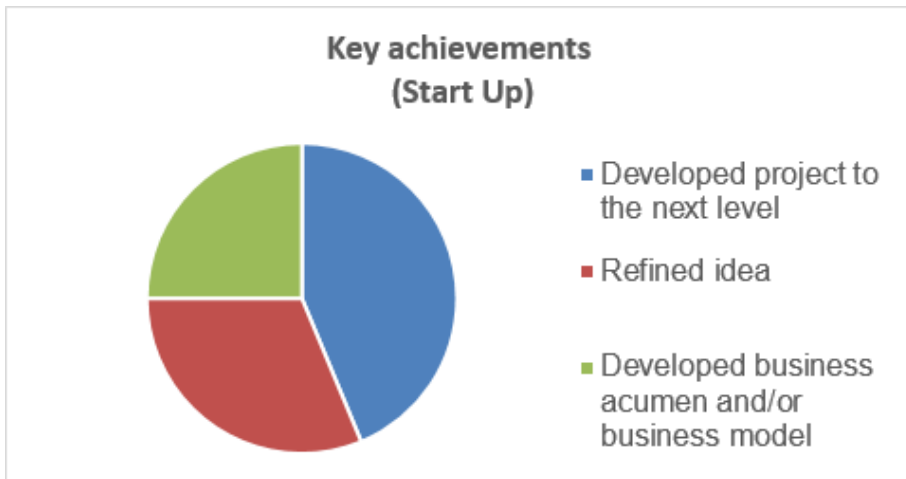 Key achievements
(Start Up)
Developed project to
the next level
Refined idea
Developed business
acumen and/or
business model